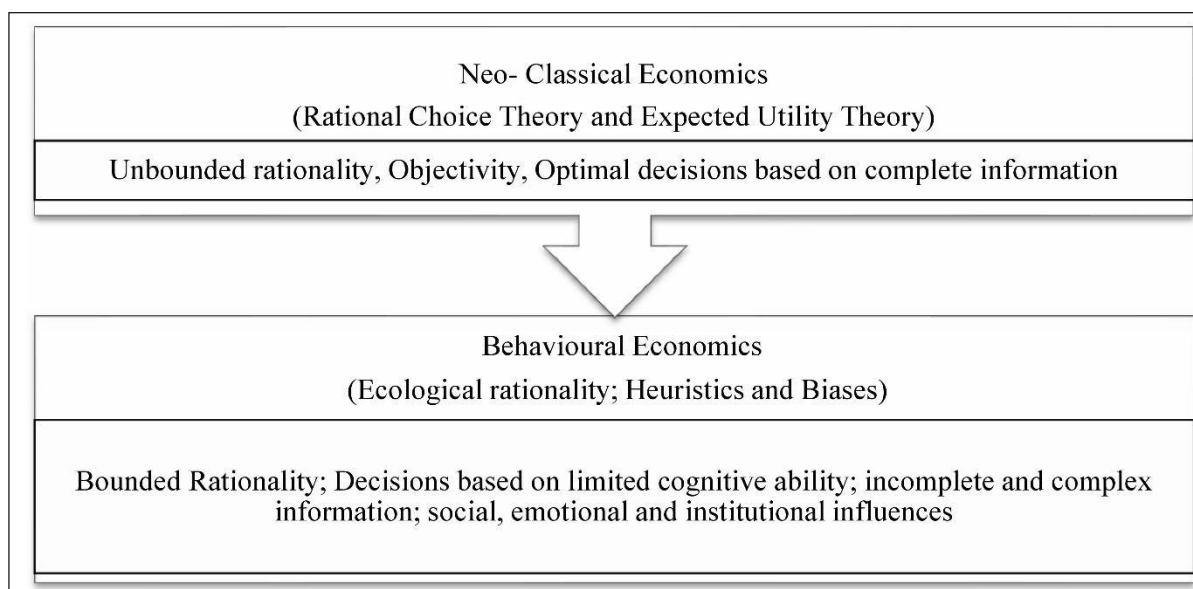 Neo- Classical Economics
(Rational Choice Theory and Expected Utility Theory)
Unbounded rationality, Objectivity, Optimal decisions based on complete information
Behavioural Economics
(Ecological rationality; Heuristics and Biases)
Bounded Rationality; Decisions based on limited cognitive ability; incomplete and complex
information; social, emotional and institutional influences